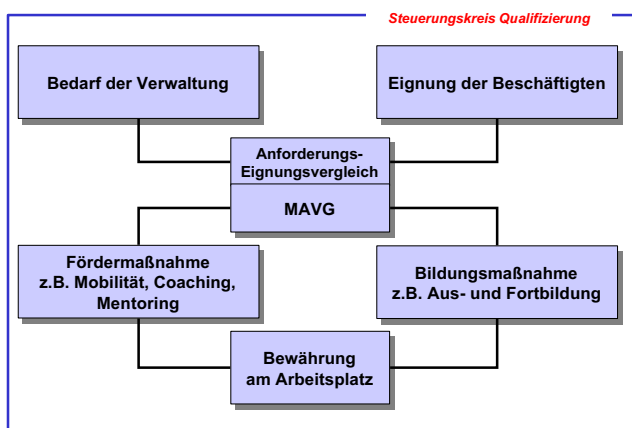 Steuerungskreis Qualifizierung
Bedarf der Verwaltung
Eignung der Beschäftigten
Anforderungs-
Eignungsvergleich
MAVG
Fördermaßnahme
z.B. Mobilität, Coaching,
Mentoring
Bildungsmaßnahme
z.B. Aus- und Fortbildung
Bewährung
am Arbeitsplatz